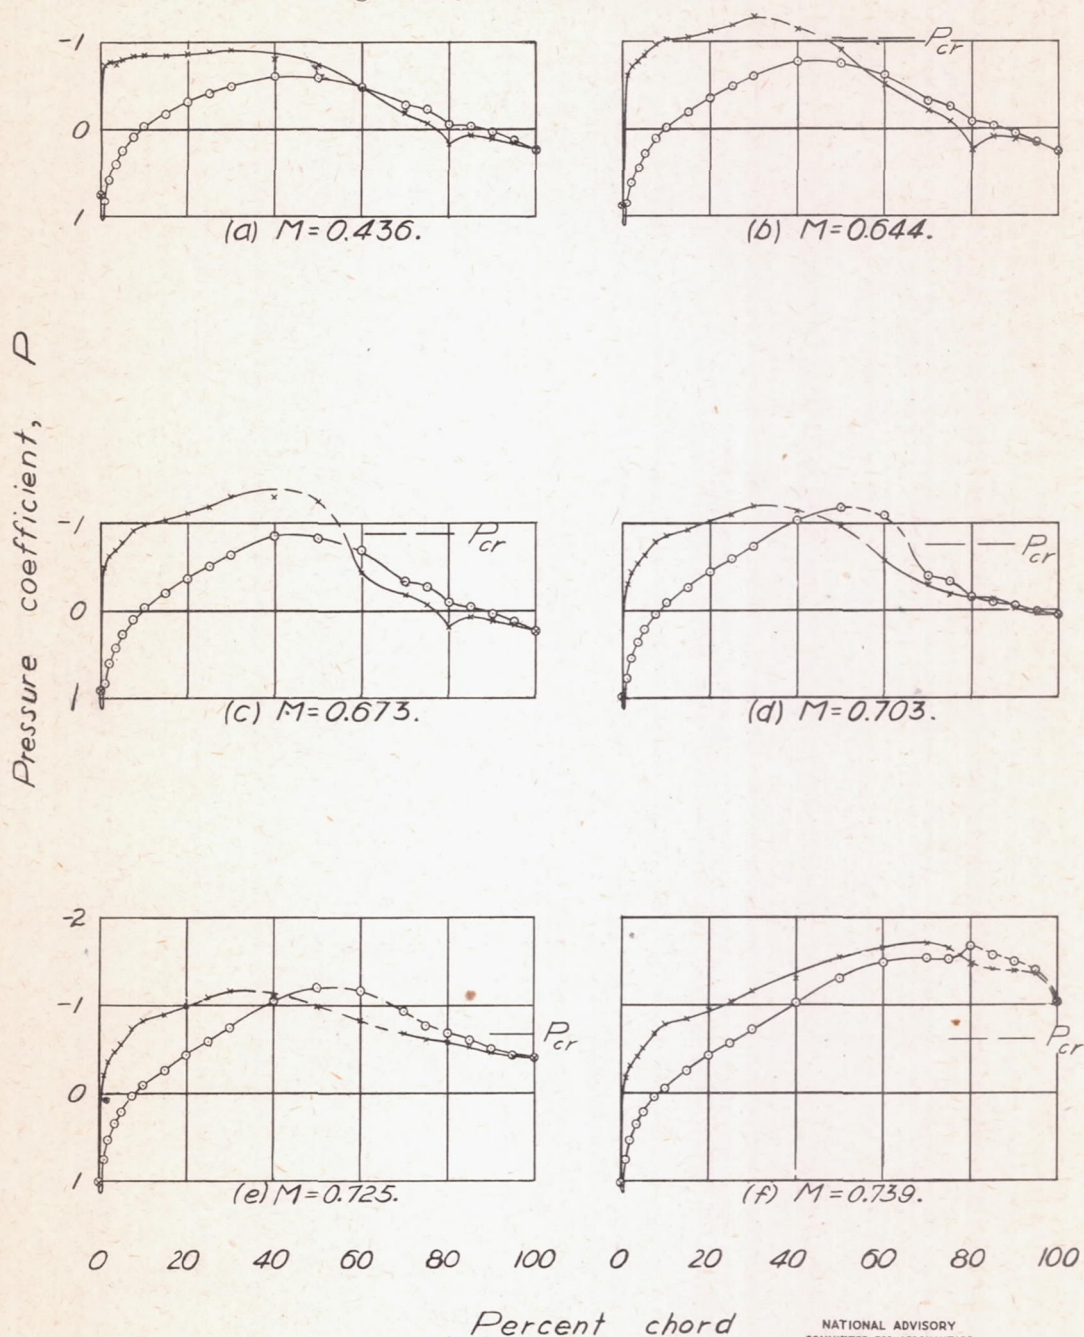 -1
0
1
P_cr
(a) M=0.436.
(b) M=0.644.
Pressure coefficient, P
-1
0
1
P_cr
P_cr
(c) M=0.673.
(d) M=0.703.
-2
-1
0
1
P_cr
P_cr
(e) M=0.725.
(f) M=0.739.
0 20 40 60 80 100 0 20 40 60 80 100
Percent chord
NATIONAL ADVISORY